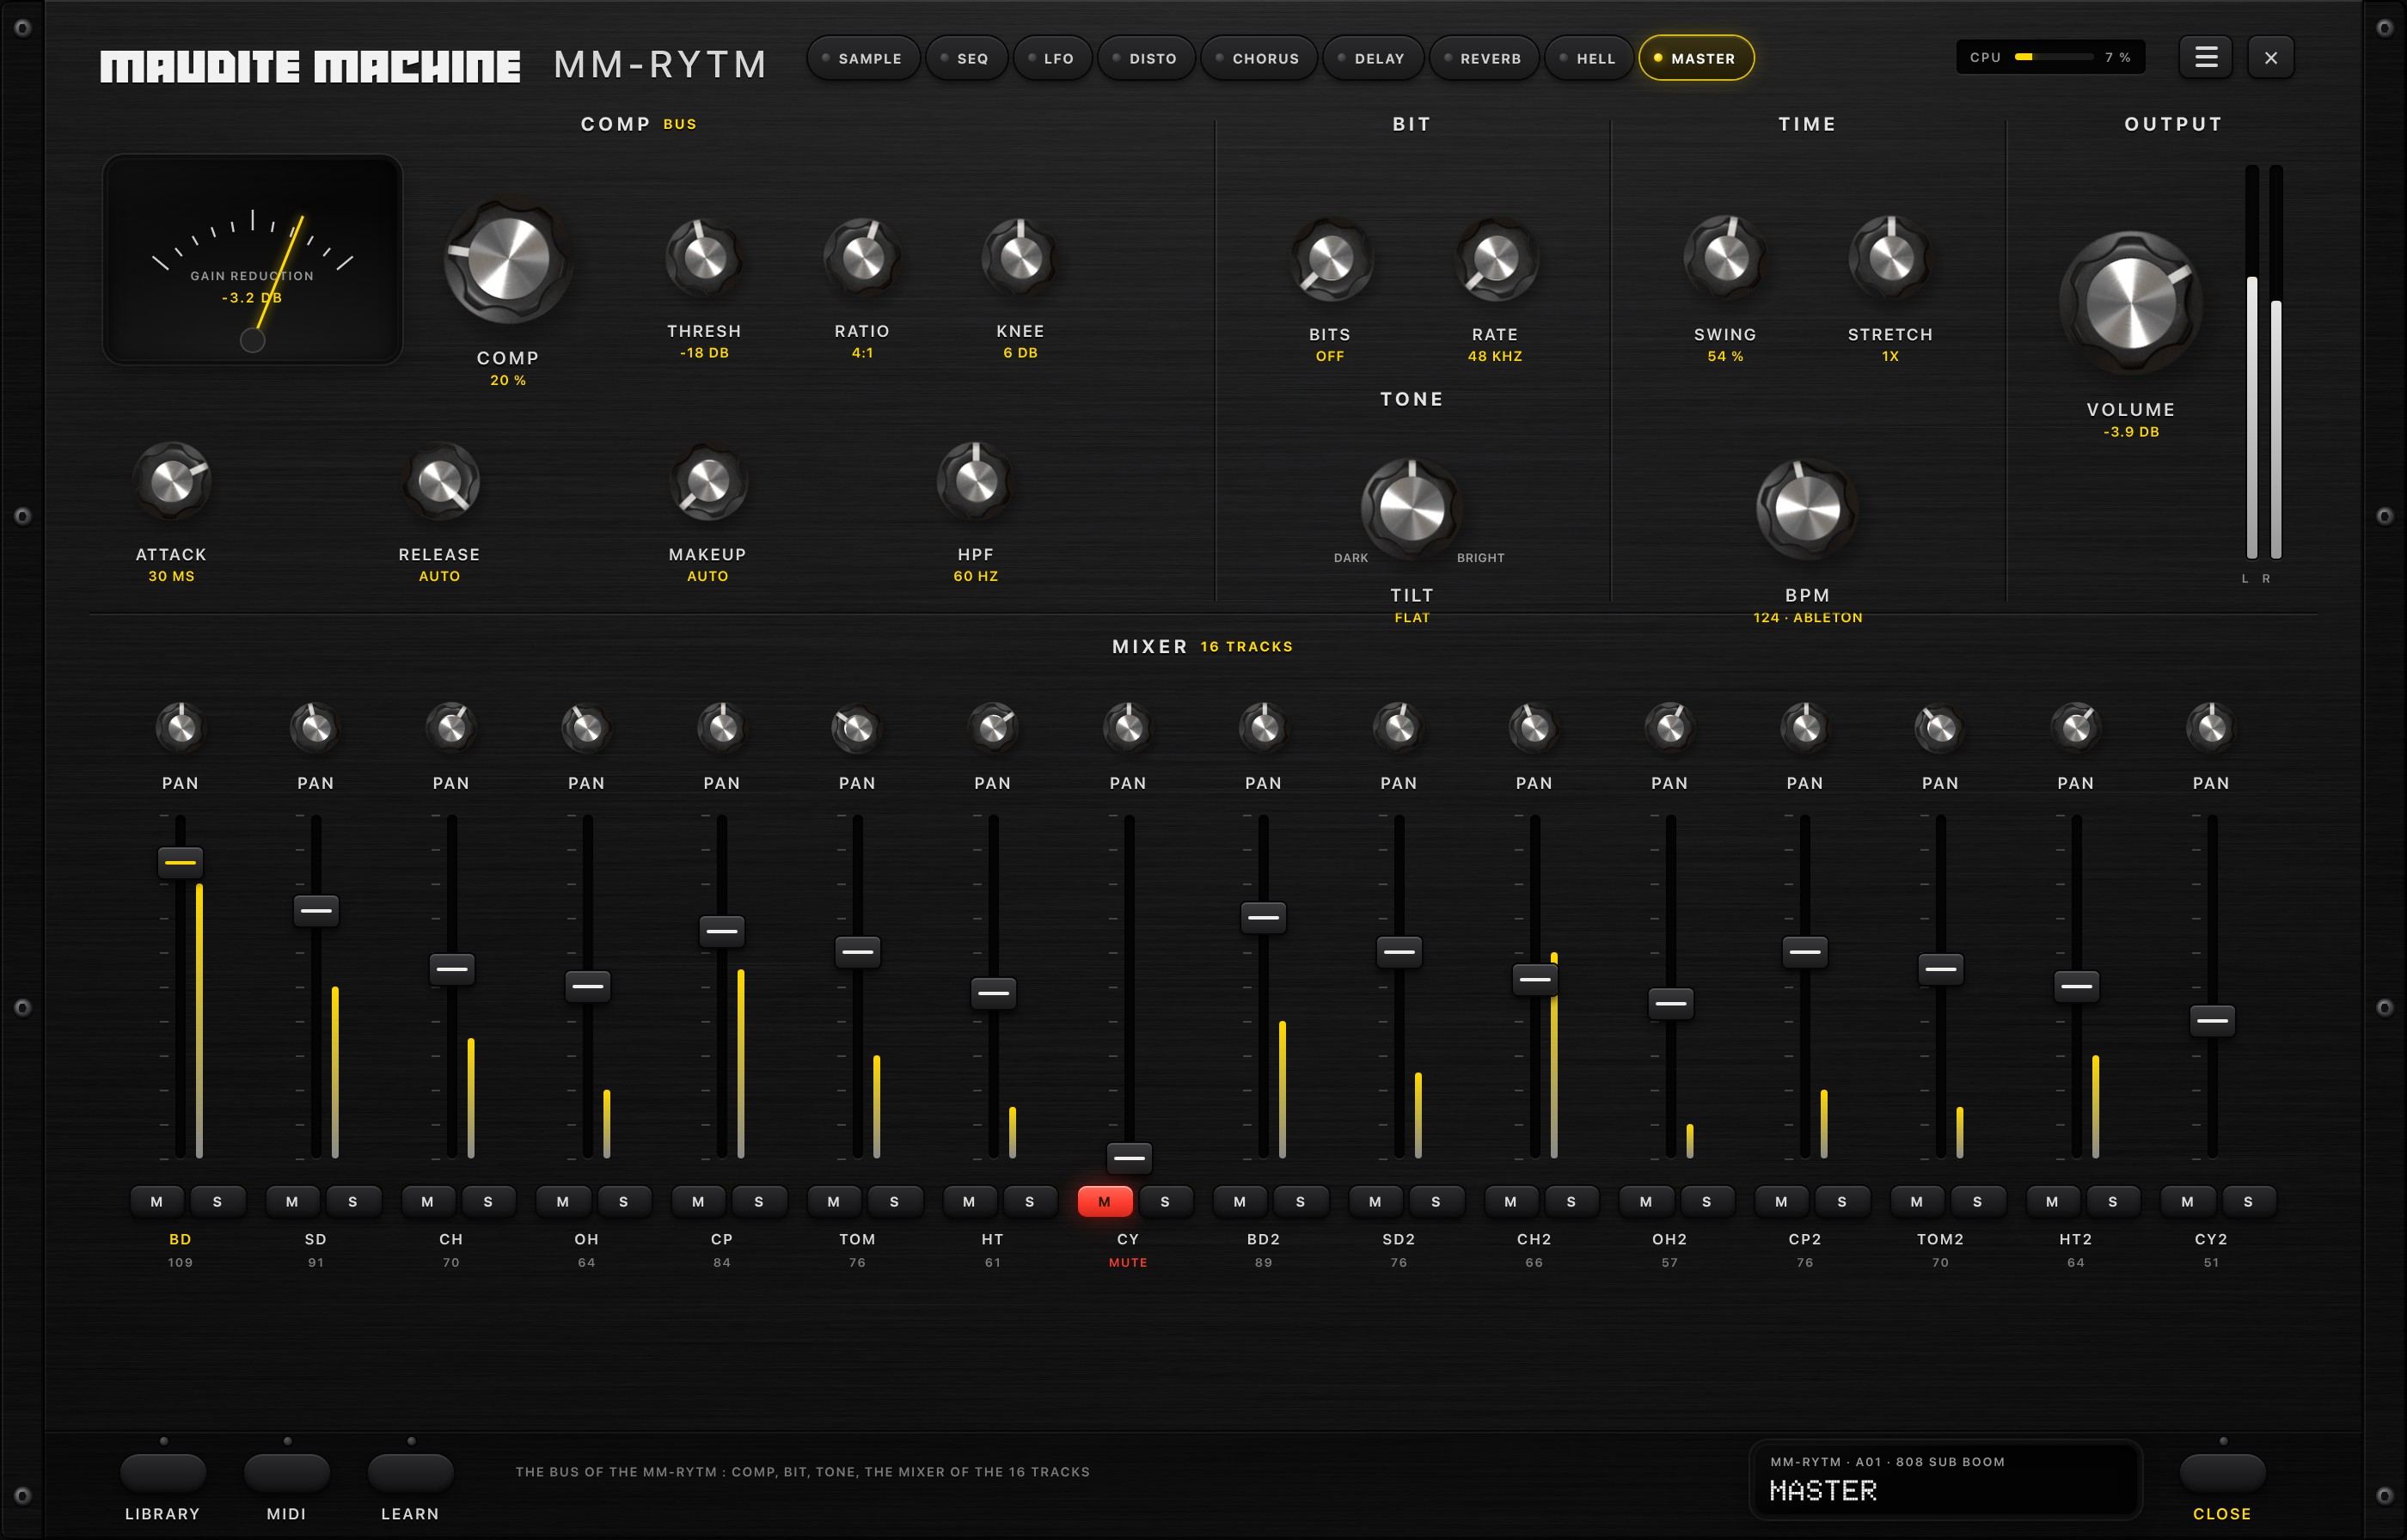 MAUDITE MACHINE MM-RYTM
SAMPLE SEQ LFO DISTO CHORUS DELAY REVERB HELL MASTER
CPU 7 % ×
COMP BUS BIT TIME OUTPUT
GAIN REDUCTION
-3.2 DB
COMP
20 %
THRESH RATIO KNEE
-18 DB 4:1 6 DB
BITS RATE SWING STRETCH
OFF 48 KHZ 54 % 1X
TONE
VOLUME
-3.9 DB
ATTACK RELEASE MAKEUP HPF
30 MS AUTO AUTO 60 HZ
DARK BRIGHT
TILT BPM
FLAT 124 · ABLETON
L R
MIXER 16 TRACKS
PAN PAN PAN PAN PAN PAN PAN PAN PAN PAN PAN PAN PAN PAN PAN PAN
M S M S M S M S M S M S M S M S M S M S M S M S M S M S M S M S
BD SD CH OH CP TOM HT CY BD2 SD2 CH2 OH2 CP2 TOM2 HT2 CY2
109 91 70 64 84 76 61 MUTE 89 76 66 57 76 70 64 51
LIBRARY MIDI LEARN
THE BUS OF THE MM-RYTM : COMP, BIT, TONE, THE MIXER OF THE 16 TRACKS
MM-RYTM · A01 · 808 SUB BOOM
MASTER
CLOSE